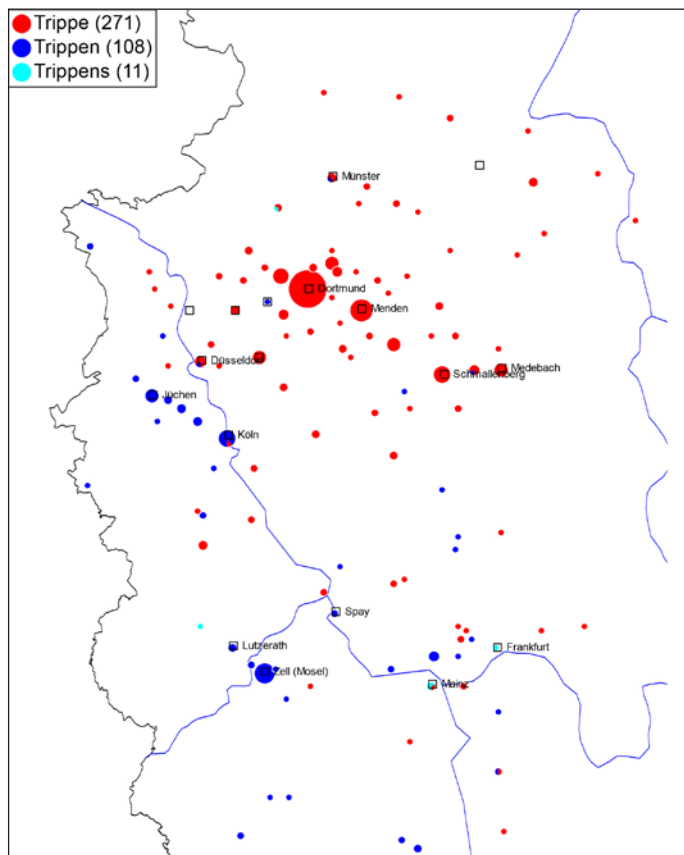 Trippe (271)
Trippen (108)
Trippens (11)
Münster
Dortmund
Menden
Düsseldorf
Medebach
Schmallenberg
Jüchen
Köln
Spay
Lutzerath
Frankfurt
Zell (Mosel)
Mainz